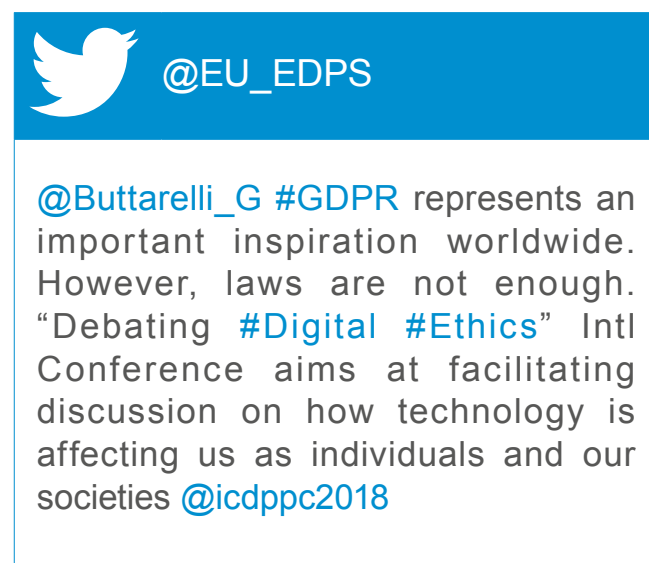 @EU_EDPS
@Buttarelli_G #GDPR represents an
important inspiration worldwide.
However, laws are not enough.
“Debating #Digital #Ethics” Intl
Conference aims at facilitating
discussion on how technology is
affecting us as individuals and our
societies @icdppc2018